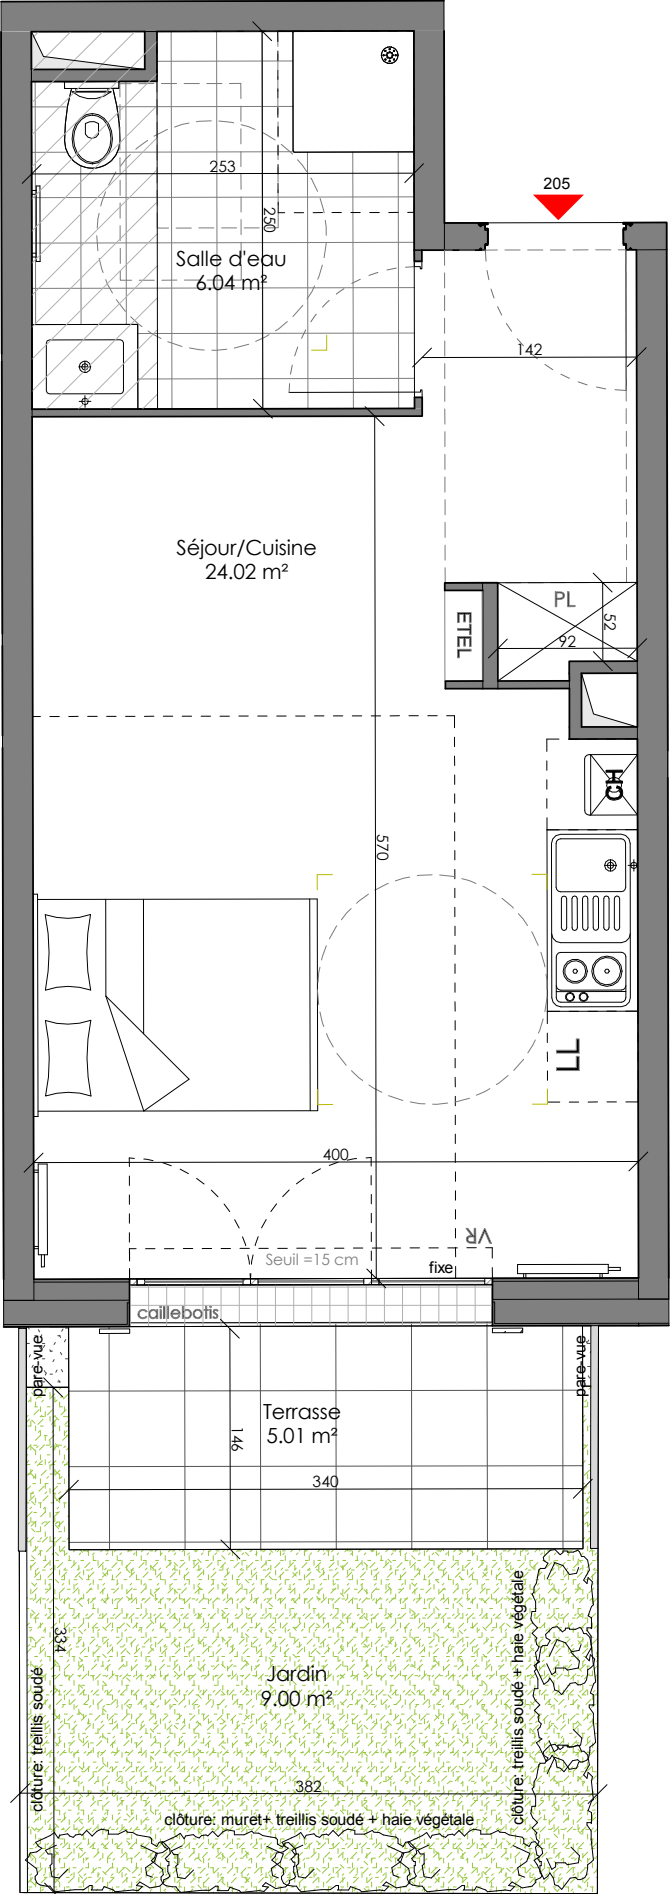 205
253
250
Salle d'eau
6.04 m²
142
Séjour/Cuisine
24.02 m²
PL
52
92
ETEL
CH
570
LL
400
VR
Seuil =15 cm
fixe
caillebotis
pare-vue
pare-vue
Terrasse
5.01 m²
146
340
334
Jardin
9.00 m²
clôture: treillis soudé
clôture: treillis soudé + haie végétale
382
clôture: muret+ treillis soudé + haie végétale